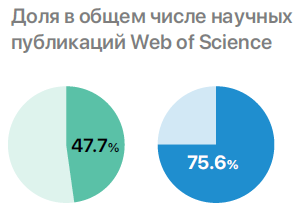 Доля в общем числе научных
публикаций Web of Science
47.7%
75.6%